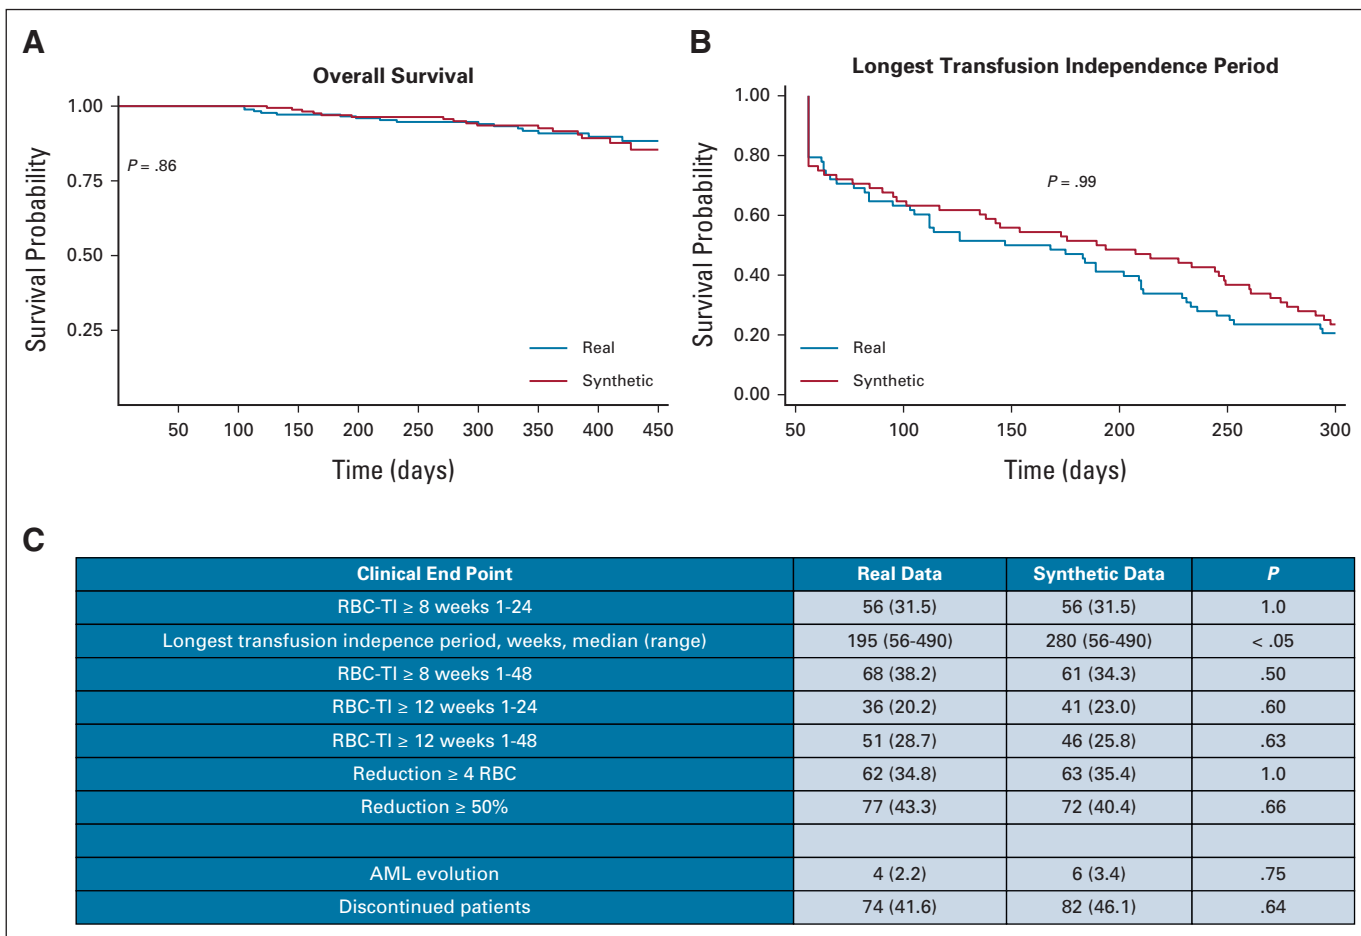 A
Overall Survival
Survival Probability
1.00
0.75
0.50
0.25
P = .86
Real
Synthetic
50 100 150 200 250 300 350 400 450
Time (days)
B
Longest Transfusion Independence Period
Survival Probability
1.00
0.80
0.60
0.40
0.20
0.00
P = .99
Real
Synthetic
50 100 150 200 250 300
Time (days)
C
Clinical End Point Real Data Synthetic Data P
RBC-TI ≥ 8 weeks 1-24 56 (31.5) 56 (31.5) 1.0
Longest transfusion indepence period, weeks, median (range) 195 (56-490) 280 (56-490) < .05
RBC-TI ≥ 8 weeks 1-48 68 (38.2) 61 (34.3) .50
RBC-TI ≥ 12 weeks 1-24 36 (20.2) 41 (23.0) .60
RBC-TI ≥ 12 weeks 1-48 51 (28.7) 46 (25.8) .63
Reduction ≥ 4 RBC 62 (34.8) 63 (35.4) 1.0
Reduction ≥ 50% 77 (43.3) 72 (40.4) .66
AML evolution 4 (2.2) 6 (3.4) .75
Discontinued patients 74 (41.6) 82 (46.1) .64